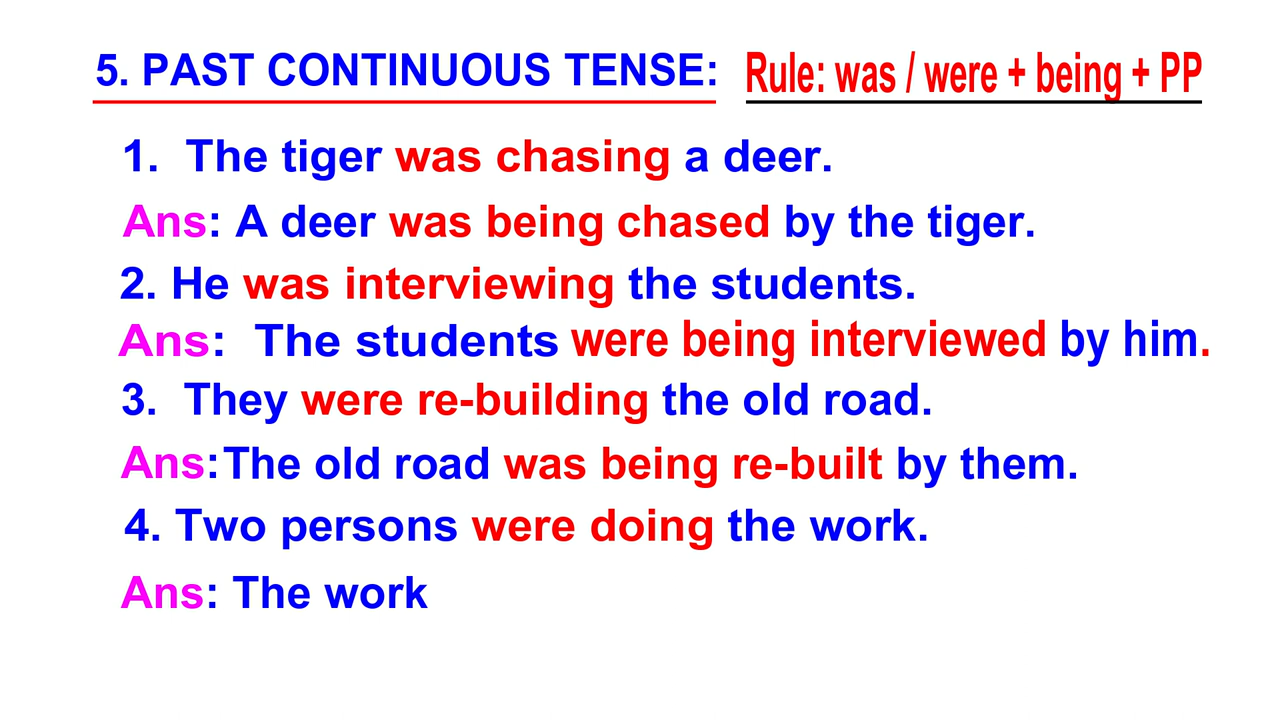 5. PAST CONTINUOUS TENSE: Rule: was / were + being + PP
1. The tiger was chasing a deer.
Ans: A deer was being chased by the tiger.
2. He was interviewing the students.
Ans: The students were being interviewed by him.
3. They were re-building the old road.
Ans:The old road was being re-built by them.
4. Two persons were doing the work.
Ans: The work